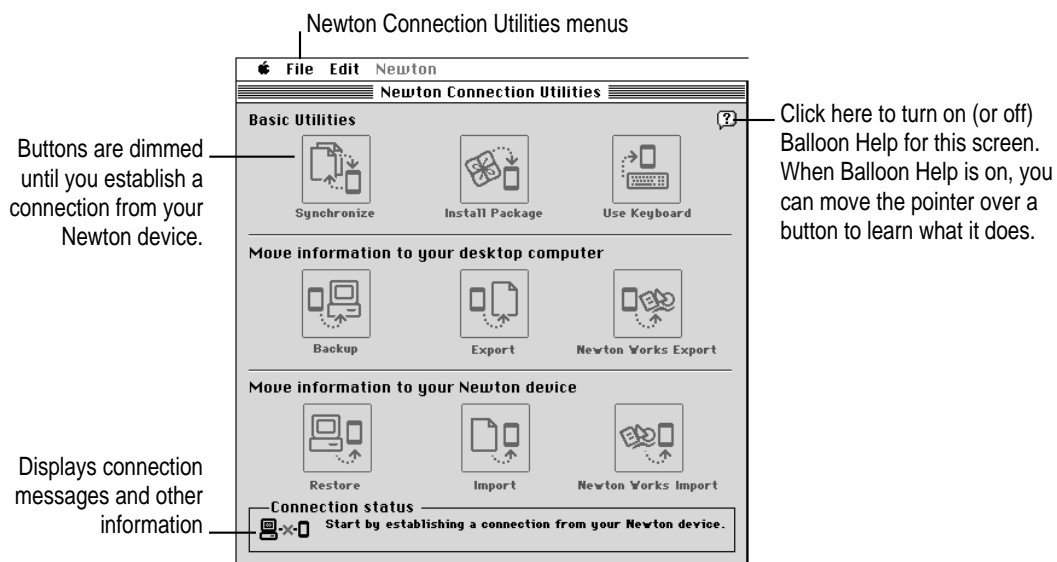 Newton Connection Utilities menus
File Edit Newton
Newton Connection Utilities
Basic Utilities
?
Click here to turn on (or off)
Balloon Help for this screen.
When Balloon Help is on, you
can move the pointer over a
button to learn what it does.
Buttons are dimmed
until you establish a
connection from your
Newton device.
Synchronize
Install Package
Use Keyboard
Move information to your desktop computer
Backup
Export
Newton Works Export
Move information to your Newton device
Restore
Import
Newton Works Import
Displays connection
messages and other
information
Connection status
Start by establishing a connection from your Newton device.